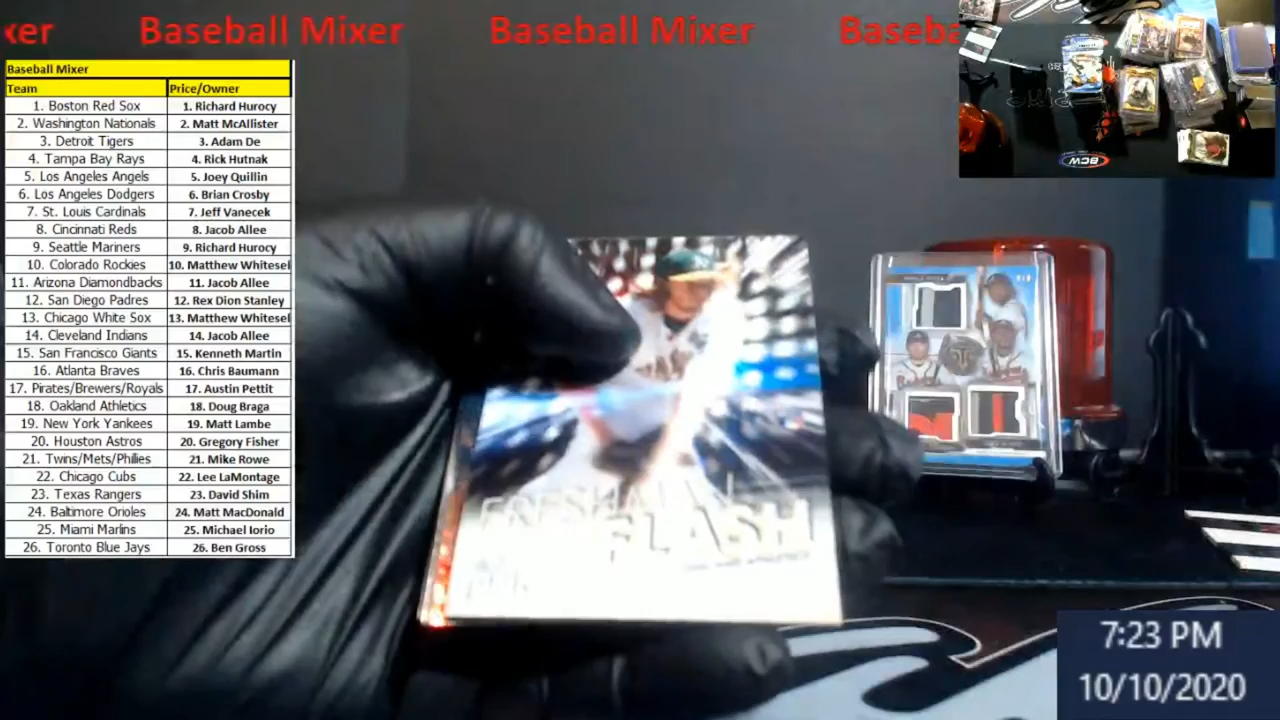 xer Baseball Mixer Baseball Mixer Baseba
Baseball Mixer
Team Price/Owner
1. Boston Red Sox 1. Richard Hurocy
2. Washington Nationals 2. Matt McAllister
3. Detroit Tigers 3. Adam De
4. Tampa Bay Rays 4. Rick Hutnak
5. Los Angeles Angels 5. Joey Quillin
6. Los Angeles Dodgers 6. Brian Crosby
7. St. Louis Cardinals 7. Jeff Vanecek
8. Cincinnati Reds 8. Jacob Allee
9. Seattle Mariners 9. Richard Hurocy
10. Colorado Rockies 10. Matthew Whitesel
11. Arizona Diamondbacks 11. Jacob Allee
12. San Diego Padres 12. Rex Dion Stanley
13. Chicago White Sox 13. Matthew Whitesel
14. Cleveland Indians 14. Jacob Allee
15. San Francisco Giants 15. Kenneth Martin
16. Atlanta Braves 16. Chris Baumann
17. Pirates/Brewers/Royals 17. Austin Pettit
18. Oakland Athletics 18. Doug Braga
19. New York Yankees 19. Matt Lambe
20. Houston Astros 20. Gregory Fisher
21. Twns/Mets/Philies 21. Mike Rowe
22. Chicago Cubs 22. Lee LaMontage
23. Texas Rangers 23. David Shim
24. Baltimore Orioles 24. Matt MacDonald
25. Miami Marlins 25. Michael Iorio
26. Toronto Blue Jays 26. Ben Gross
BCW
FRESHMAN
FLASH
7:23 PM
10/10/2020